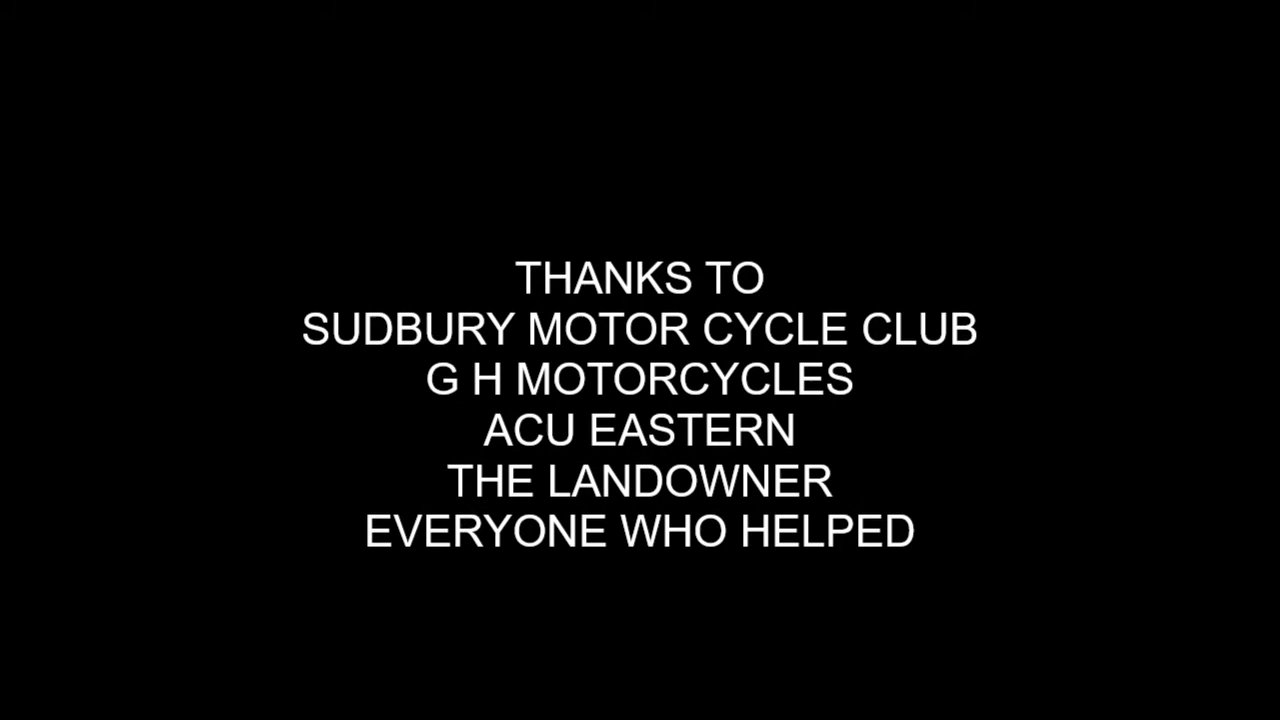 THANKS TO
SUDBURY MOTOR CYCLE CLUB
G H MOTORCYCLES
ACU EASTERN
THE LANDOWNER
EVERYONE WHO HELPED